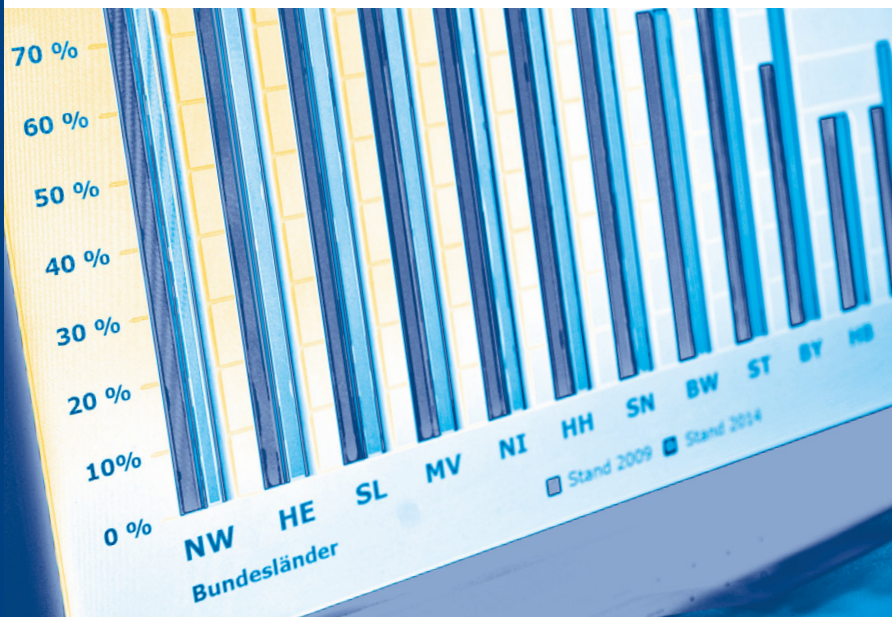 70 %
60 %
50 %
40 %
30 %
20 %
10%
0 %
NW HE SL MV NI HH SN BW ST BY HB
Stand 2009 Stand 2014
Bundesländer